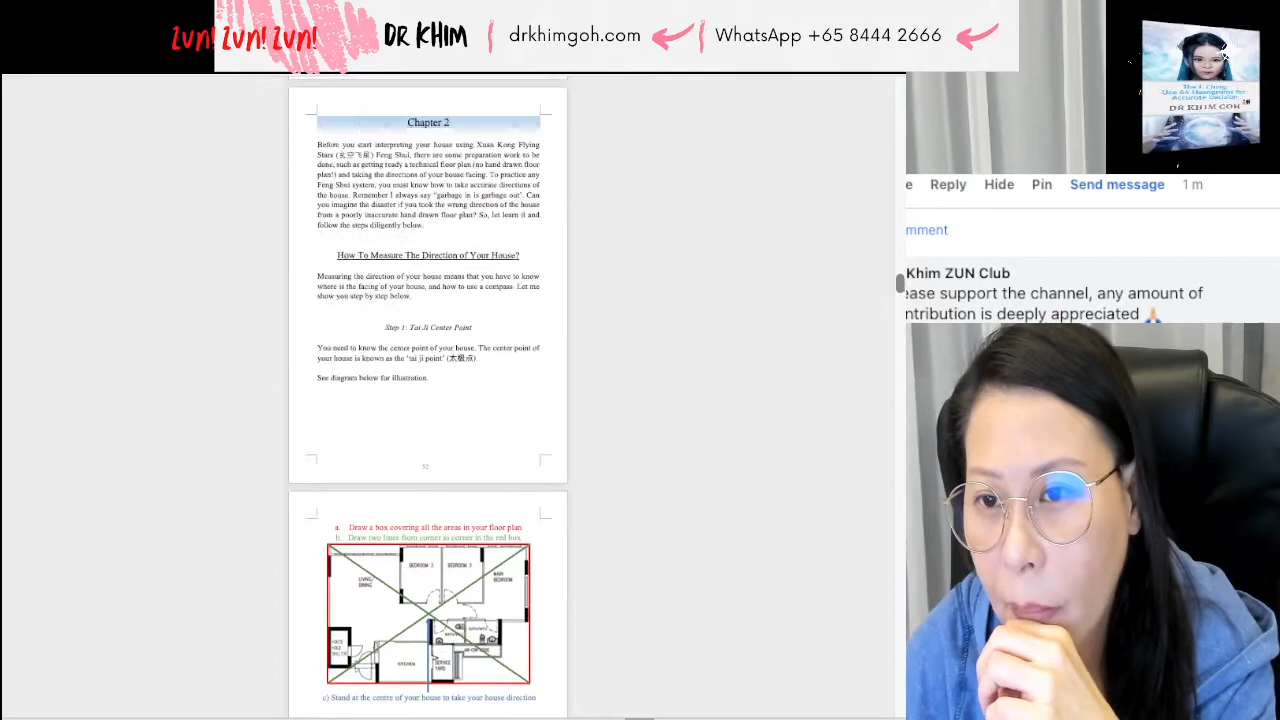 zun! zun! zun! DR KHIM drkhimgoh.com WhatsApp +65 8444 2666
The I Ching:
Use 64 Hexagrams for
Accurate Decision
DR KHIM GOH
e Reply Hide Pin Send message 1 m
mment
Khim ZUN Club
ease support the channel, any amount of
ntribution is deeply appreciated 🙏
Chapter 2
Before you start interpreting your house using Xuan Kong Flying
Stars (玄空飞星) Feng Shui, there are some preparation work to be
done, such as getting ready a technical floor plan (no hand drawn floor
plan!) and taking the directions of your house facing. To practice any
Feng Shui system; you must know how to take accurate directions of
the house. Remember I always say "garbage in is garbage out'. Can
you imagine the disaster if you took the wrong direction of the house
from a poorly inaccurate hand drawn floor plan? So, let learn it and
follow the steps diligently below.
How To Measure The Direction of Your House?
Measuring the direction of your house means that you have to know
where is the facing of your house, and how to use a compass. Let me
show you step by step below.
Step 1: Tai Ji Center Point
You need to know the center point of your house. The center point of
your house is known as the 'tai ji point' (太极点)
See diagram below for illustration.
52
a. Draw a box covering all the areas in your floor plan
b. Draw two lines from corner to corner in the red box
BEDROOM 2 BEDROOM 3
MAIN
BEDROOM
LIVING/
DINING
KITCHEN
SERVICE
YARD
c) Stand at the centre of your house to take your house direction